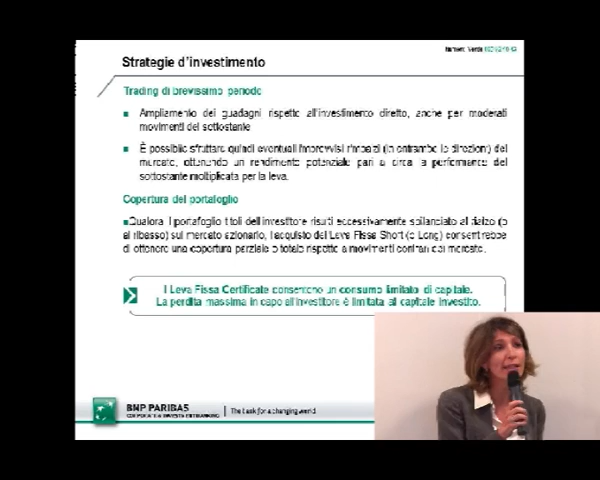 Strategie d'investimento
Trading di brevissimo periodo
Ampliamento dei guadagni rispetto all'investimento diretto, anche per moderati
movimenti del sottostante
È possibile sfruttare quindi eventuali improvvisi rimbalzi (in entrambe le direzioni) del
mercato, ottenendo un rendimento potenziale pari a circa la performance del
sottostante moltiplicata per la leva.
Copertura del portafoglio
Qualora il portafoglio titoli dell'investitore risulti eccessivamente sbilanciato al rialzo (o
al ribasso) sul mercato azionario, l'acquisto del Leva Fissa Short (o Long) consentirebbe
di ottenere una copertura parziale o totale rispetto a movimenti contrari del mercato.
I Leva Fissa Certificate consentono un consumo limitato di capitale.
La perdita massima in capo all'investitore è limitata al capitale investito.
BNP PARIBAS
CORPORATE & INVESTMENT BANKING
The bank for a changing world